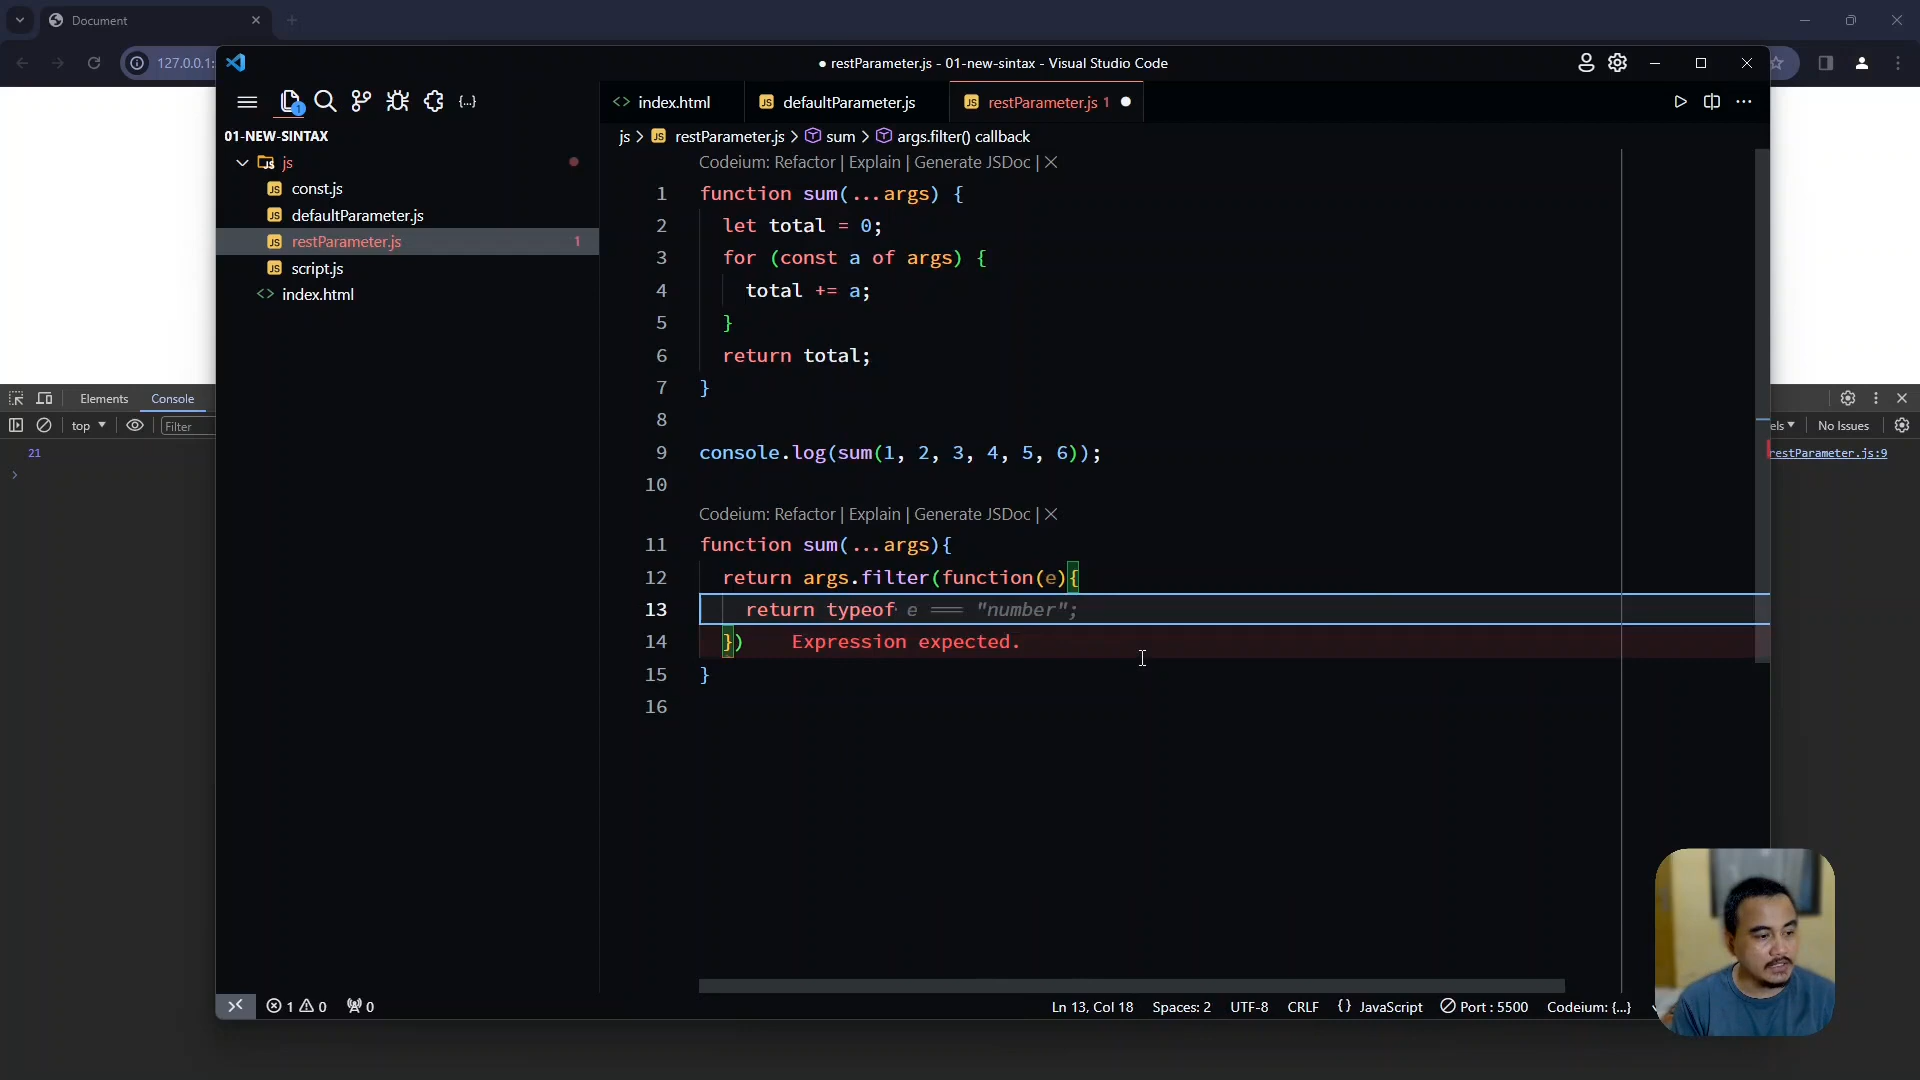 Document
127.0.0.1:
● restParameter.js - 01-new-sintax - Visual Studio Code
{...}
index.html
defaultParameter.js
restParameter.js 1 ●
01-NEW-SINTAX
js
const.js
defaultParameter.js
restParameter.js 1
script.js
<> index.html
js > restParameter.js > sum > args.filter() callback
Codeium: Refactor | Explain | Generate JSDoc | ×
1 function sum(...args) {
2 let total = 0;
3 for (const a of args) {
4 total += a;
5 }
6 return total;
7 }
8
9 console.log(sum(1, 2, 3, 4, 5, 6));
10
Codeium: Refactor | Explain | Generate JSDoc | ×
11 function sum(...args){
12 return args.filter(function(e){
13 return typeof e === "number";
14 }) Expression expected.
15 }
16
Elements
Console
top
Filter
21
els
No Issues
restParameter.js:9
1 0
0
Ln 13, Col 18
Spaces: 2
UTF-8
CRLF
{} JavaScript
Port : 5500
Codeium: {...}